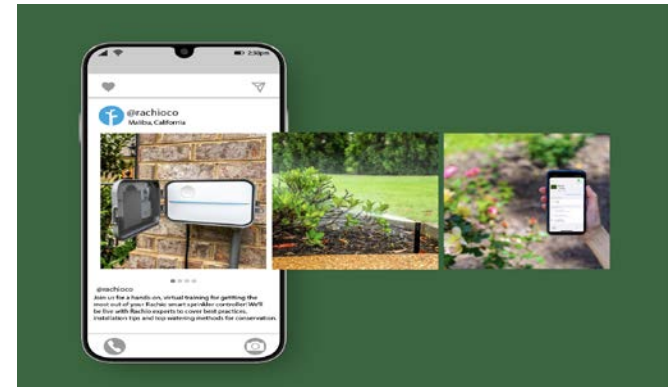 2:30pm
@rachioco
Malibu, California
@rachioco
Join us for a hands-on, virtual training for getting the
most out of your Rachio smart sprinkler controller! We'll
be live with Rachio experts to cover best practices,
installation tips and top watering methods for conservation.